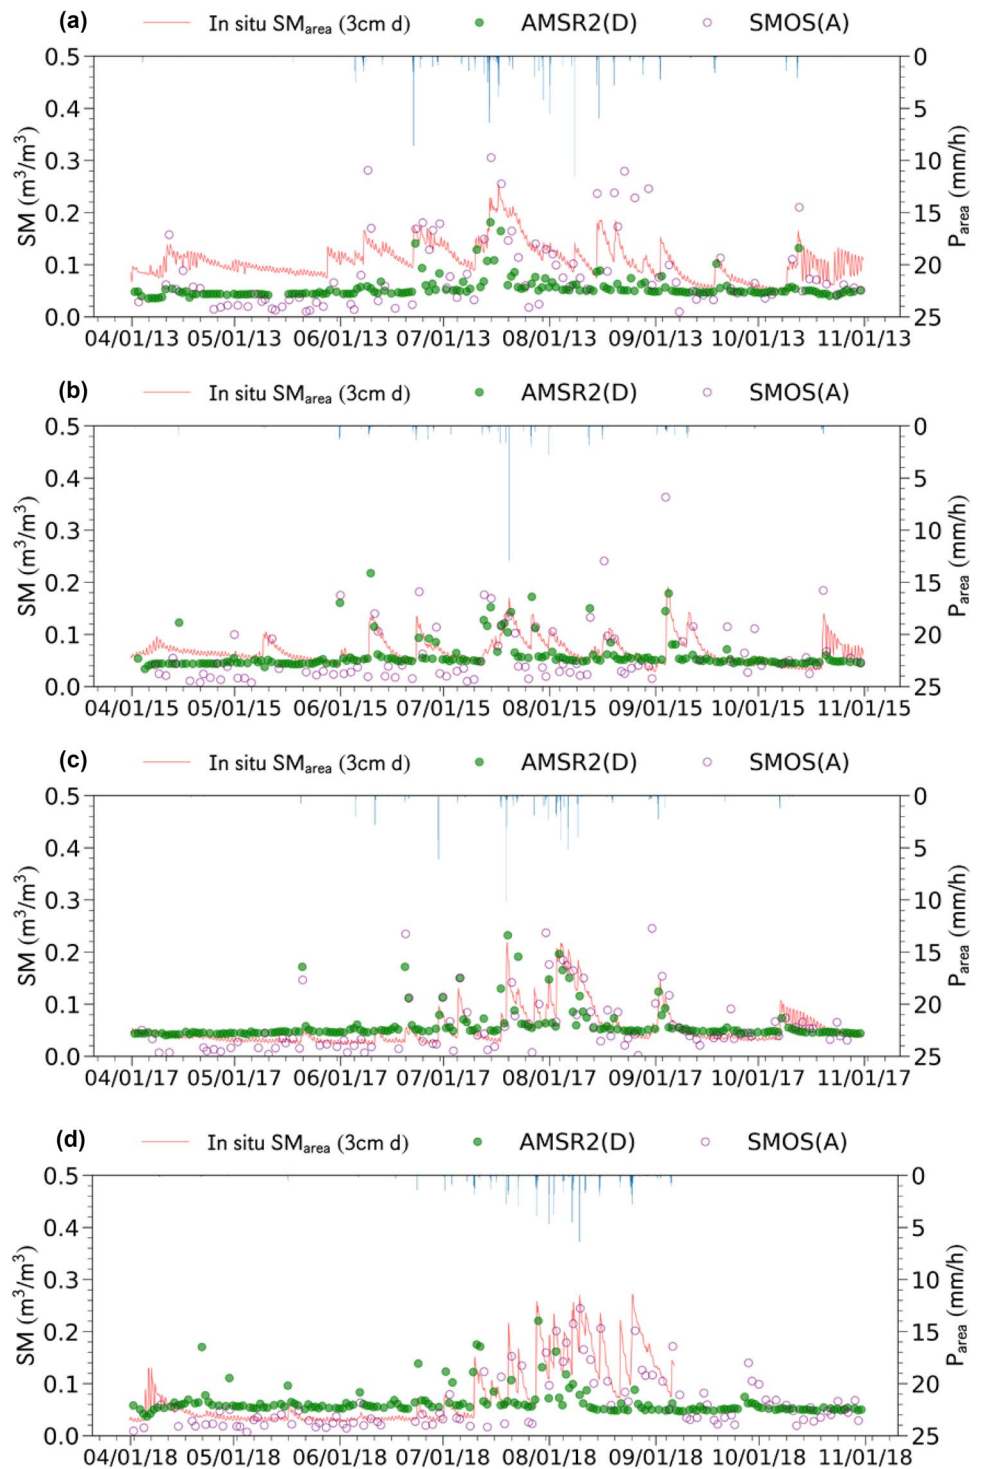 (a) In situ SMarea (3cm d) AMSR2(D) SMOS(A)
0.5 0
0.4 5
0.3 10
0.2 15
0.1 20
0.0 25
SM (m³/m³)
Parea (mm/h)
04/01/13 05/01/13 06/01/13 07/01/13 08/01/13 09/01/13 10/01/13 11/01/13
(b) In situ SMarea (3cm d) AMSR2(D) SMOS(A)
0.5 0
0.4 5
0.3 10
0.2 15
0.1 20
0.0 25
SM (m³/m³)
Parea (mm/h)
04/01/15 05/01/15 06/01/15 07/01/15 08/01/15 09/01/15 10/01/15 11/01/15
(c) In situ SMarea (3cm d) AMSR2(D) SMOS(A)
0.5 0
0.4 5
0.3 10
0.2 15
0.1 20
0.0 25
SM (m³/m³)
Parea (mm/h)
04/01/17 05/01/17 06/01/17 07/01/17 08/01/17 09/01/17 10/01/17 11/01/17
(d) In situ SMarea (3cm d) AMSR2(D) SMOS(A)
0.5 0
0.4 5
0.3 10
0.2 15
0.1 20
0.0 25
SM (m³/m³)
Parea (mm/h)
04/01/18 05/01/18 06/01/18 07/01/18 08/01/18 09/01/18 10/01/18 11/01/18